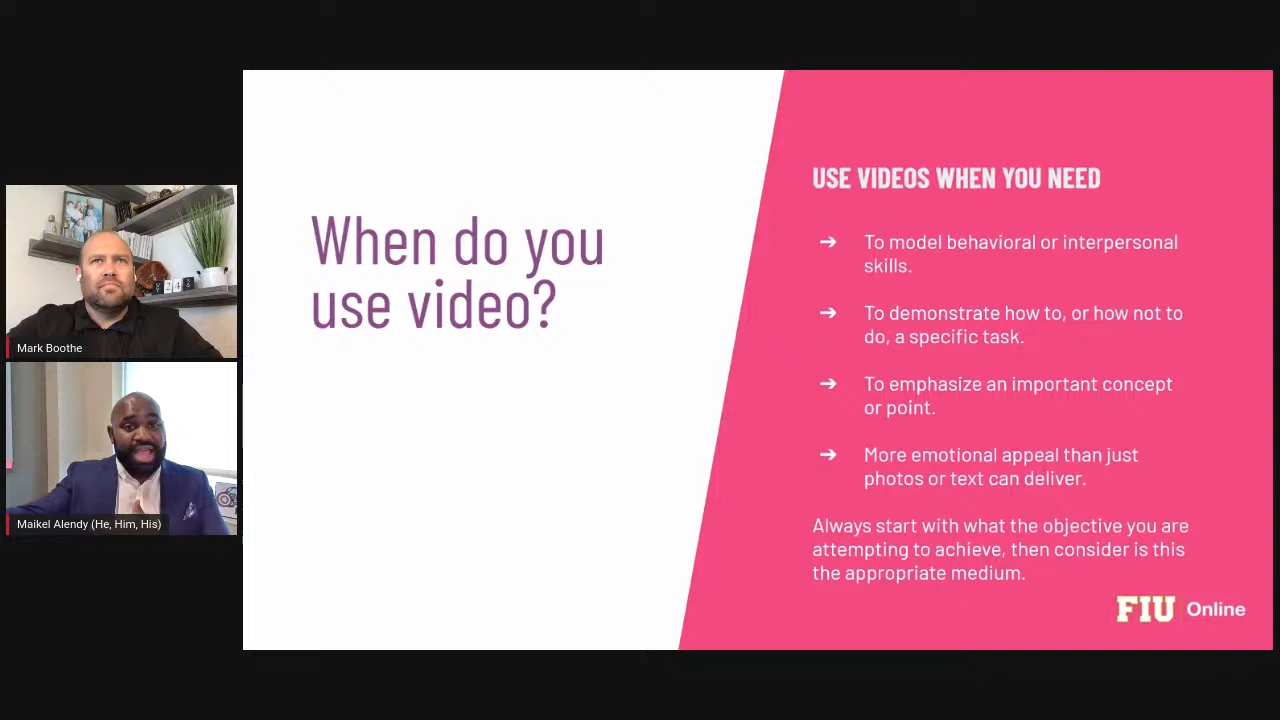 When do you
use video?
USE VIDEOS WHEN YOU NEED
➔ To model behavioral or interpersonal
skills.
➔ To demonstrate how to, or how not to
do, a specific task.
➔ To emphasize an important concept
or point.
➔ More emotional appeal than just
photos or text can deliver.
Always start with what the objective you are
attempting to achieve, then consider is this
the appropriate medium.
FIU Online
24
Mark Boothe
Maikel Alendy (He, Him, His)